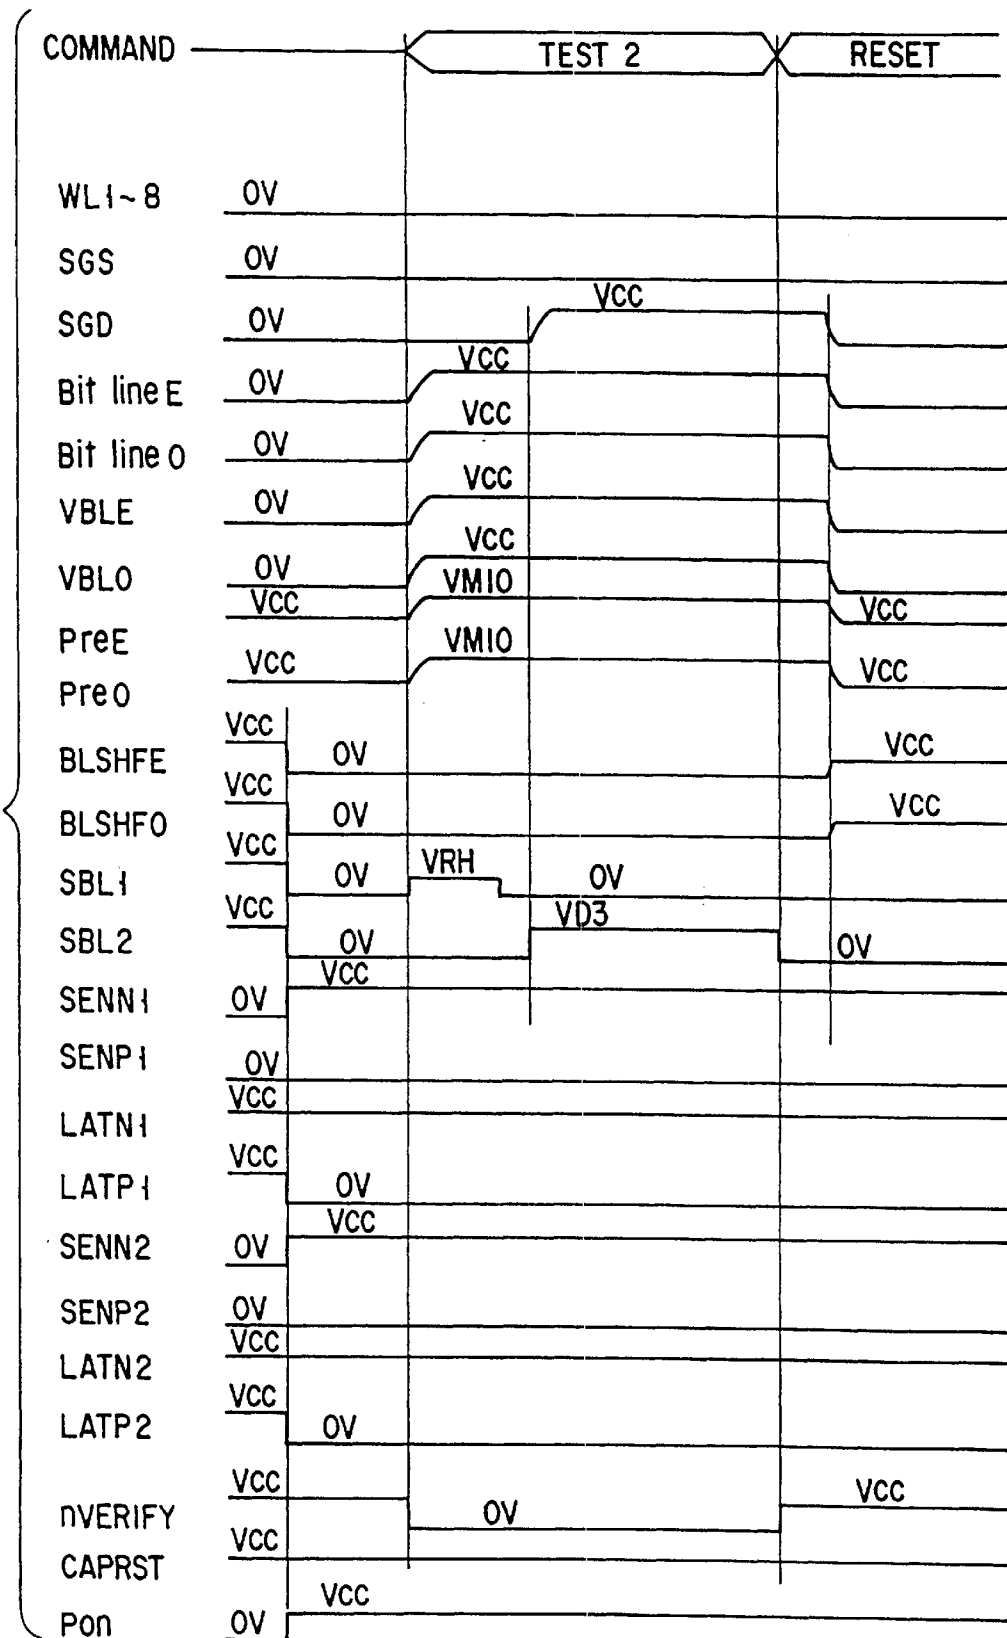 COMMAND TEST 2 RESET
WL1~8 0V
SGS 0V
SGD 0V VCC
Bit line E 0V VCC
Bit line O 0V VCC
VBLE 0V VCC
VBLO 0V VCC
PreE VCC VM10 VCC
PreO VCC VM10 VCC
BLSHFE VCC 0V VCC
BLSHFO VCC 0V VCC
SBL1 VCC 0V VRH 0V
SBL2 VCC 0V VD3 0V
SENN1 0V VCC
SENP1 0V
LATN1 VCC
LATP1 VCC 0V
SENN2 0V VCC
SENP2 0V
LATN2 VCC
LATP2 VCC 0V
nVERIFY VCC 0V VCC
CAPRST VCC
Pon 0V VCC